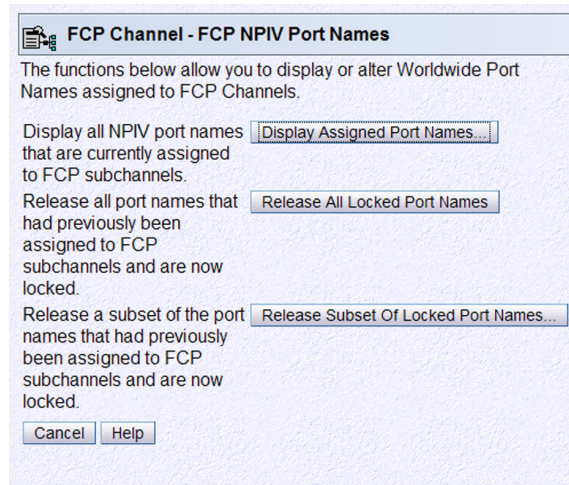 FCP Channel - FCP NPIV Port Names
The functions below allow you to display or alter Worldwide Port
Names assigned to FCP Channels.
Display all NPIV port names
that are currently assigned
to FCP subchannels.
Display Assigned Port Names...
Release all port names that
had previously been
assigned to FCP
subchannels and are now
locked.
Release All Locked Port Names
Release a subset of the port
names that had previously
been assigned to FCP
subchannels and are now
locked.
Release Subset Of Locked Port Names...
Cancel Help